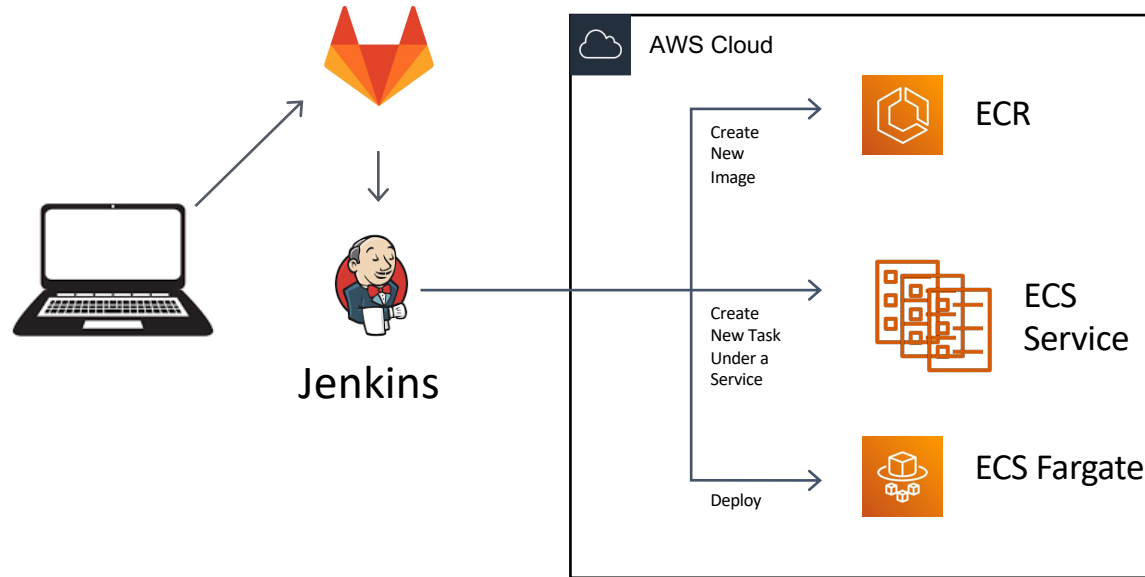 AWS Cloud
Create
New
Image
ECR
Jenkins
Create
New Task
Under a
Service
ECS
Service
Deploy
ECS Fargate